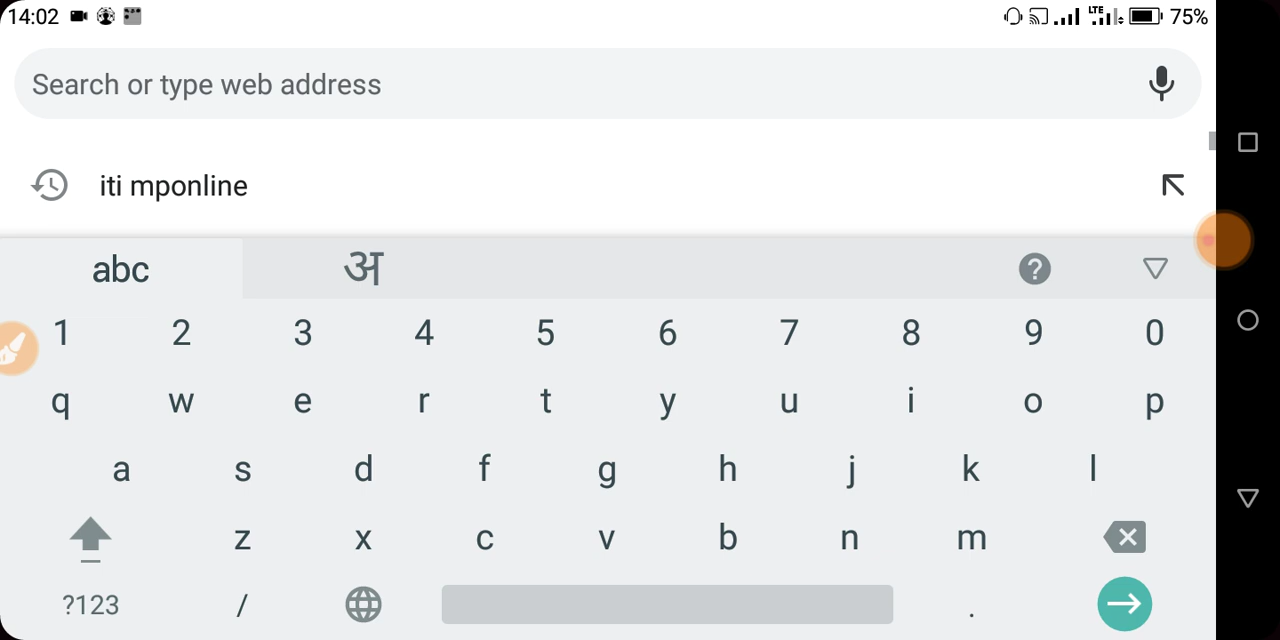 14:02 LTE 75%
Search or type web address
iti mponline
abc अ ?
1 2 3 4 5 6 7 8 9 0
q w e r t y u i o p
a s d f g h j k l
z x c v b n m
?123 / .